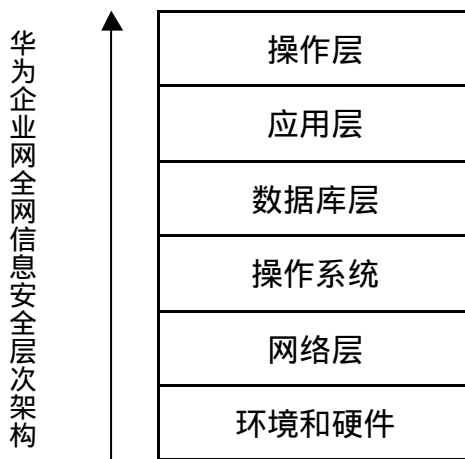 华为企业网全网信息安全层次架构
操作层
应用层
数据库层
操作系统
网络层
环境和硬件